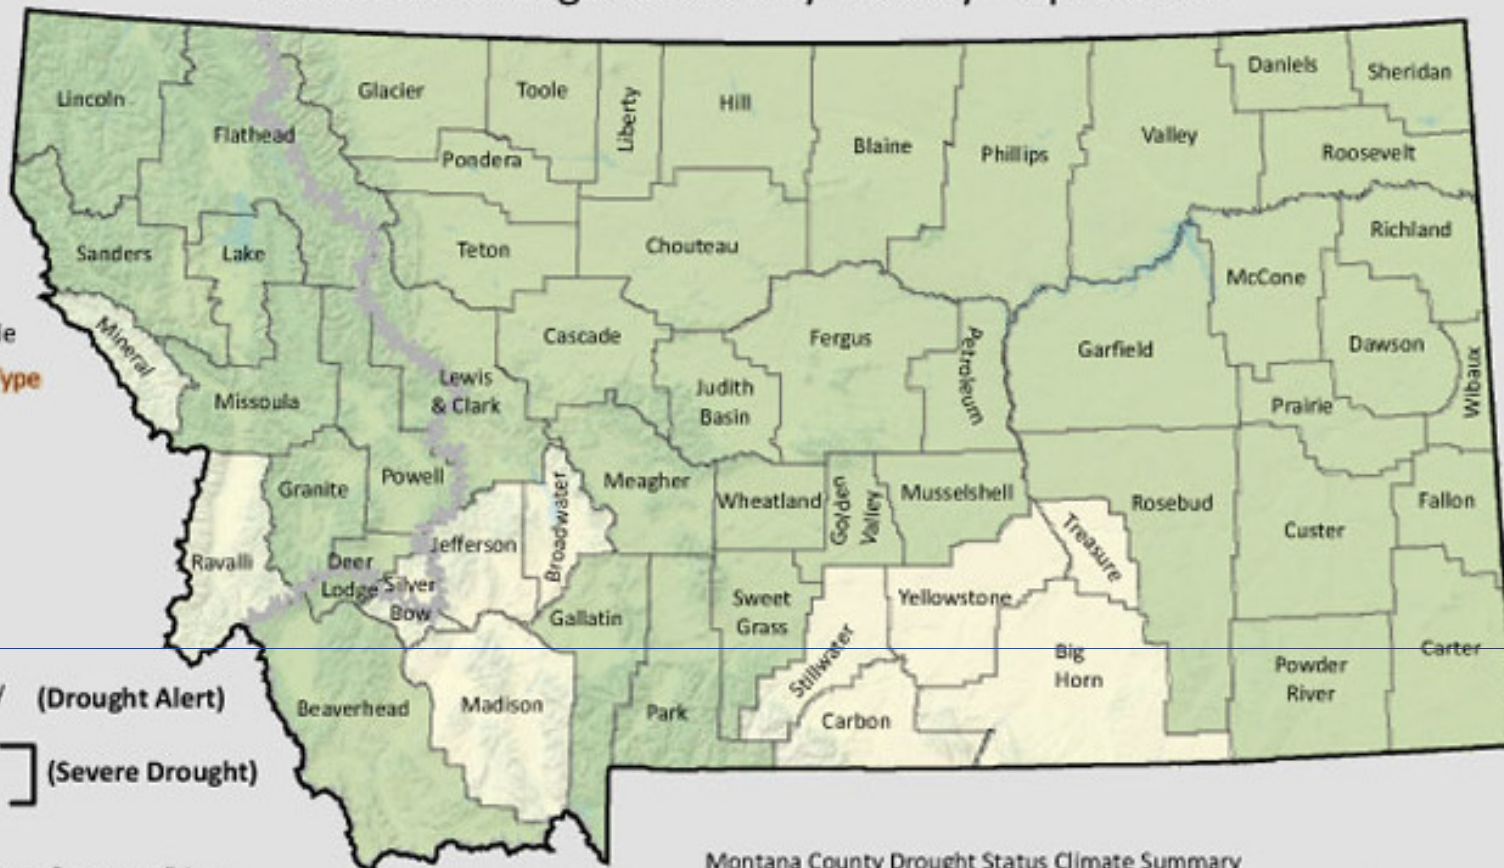 Daniels
Sheridan
Glacier
Toole
Liberty
Hill
Lincoln
Flathead
Blaine
Phillips
Valley
Roosevelt
Pondera
Sanders
Lake
Teton
Chouteau
Richland
McCone
Mineral
Cascade
Fergus
Petroleum
Garfield
Dawson
Wibaux
Missoula
Lewis
& Clark
Judith
Basin
Prairie
Granite
Powell
Meagher
Wheatland
Golden
Valley
Musselshell
Rosebud
Custer
Fallon
Ravalli
Deer
Lodge
Silver
Bow
Jefferson
Broadwater
Gallatin
Sweet
Grass
Stillwater
Yellowstone
Treasure
Big
Horn
Powder
River
Carter
Beaverhead
Madison
Park
Carbon
(Drought Alert)
(Severe Drought)
Montana County Drought Status Climate Summary